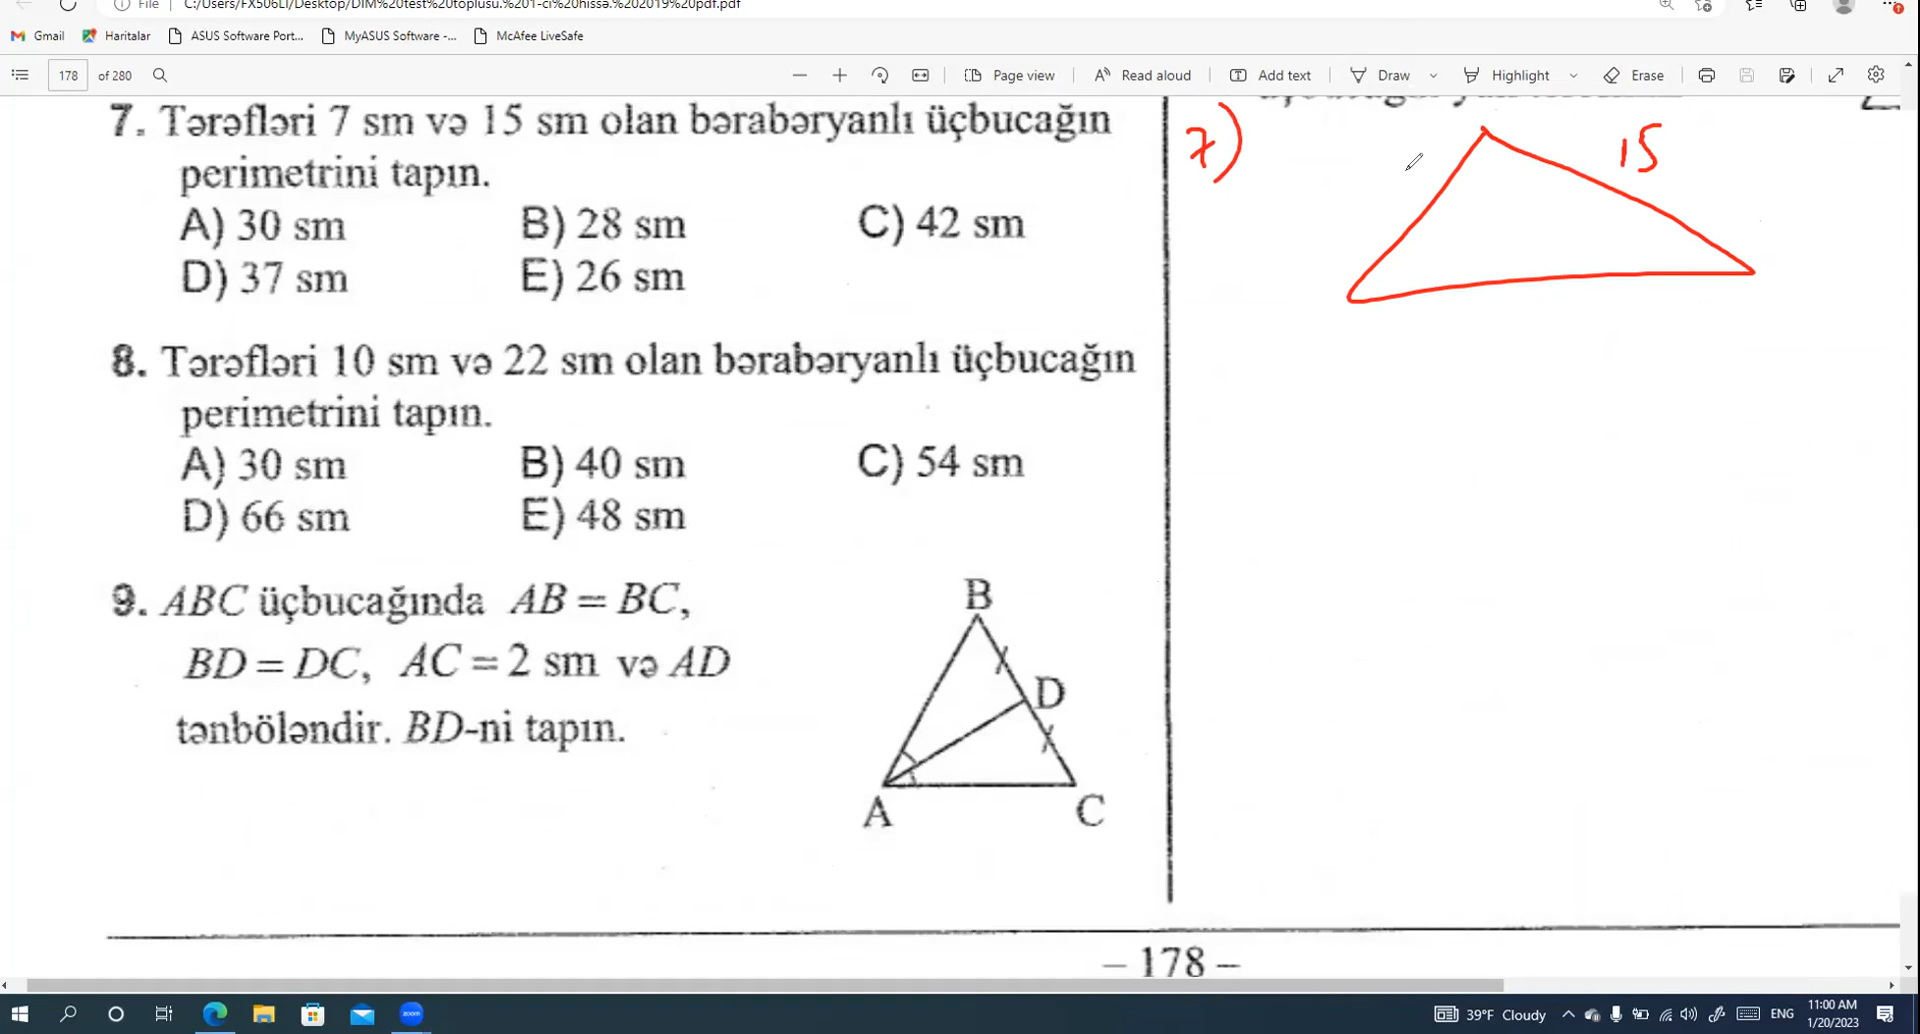 File C:/Users/FX506LI/Desktop/DIM%20test%20toplusu.%201-ci%20hissə.%202019%20pdf.pdf
Gmail Haritalar ASUS Software Port... MyASUS Software -... McAfee LiveSafe
178 of 280 Page view Read aloud Add text Draw Highlight Erase
7. Tərəfləri 7 sm və 15 sm olan bərabəryanlı üçbucağın
perimetrini tapın.
A) 30 sm B) 28 sm C) 42 sm
D) 37 sm E) 26 sm
8. Tərəfləri 10 sm və 22 sm olan bərabəryanlı üçbucağın
perimetrini tapın.
A) 30 sm B) 40 sm C) 54 sm
D) 66 sm E) 48 sm
9. ABC üçbucağında AB = BC,
BD = DC, AC = 2 sm və AD
tənböləndir. BD-ni tapın.
B
D
A
C
7)
15
– 178 –
39°F Cloudy ENG 11:00 AM
1/20/2023
zoom